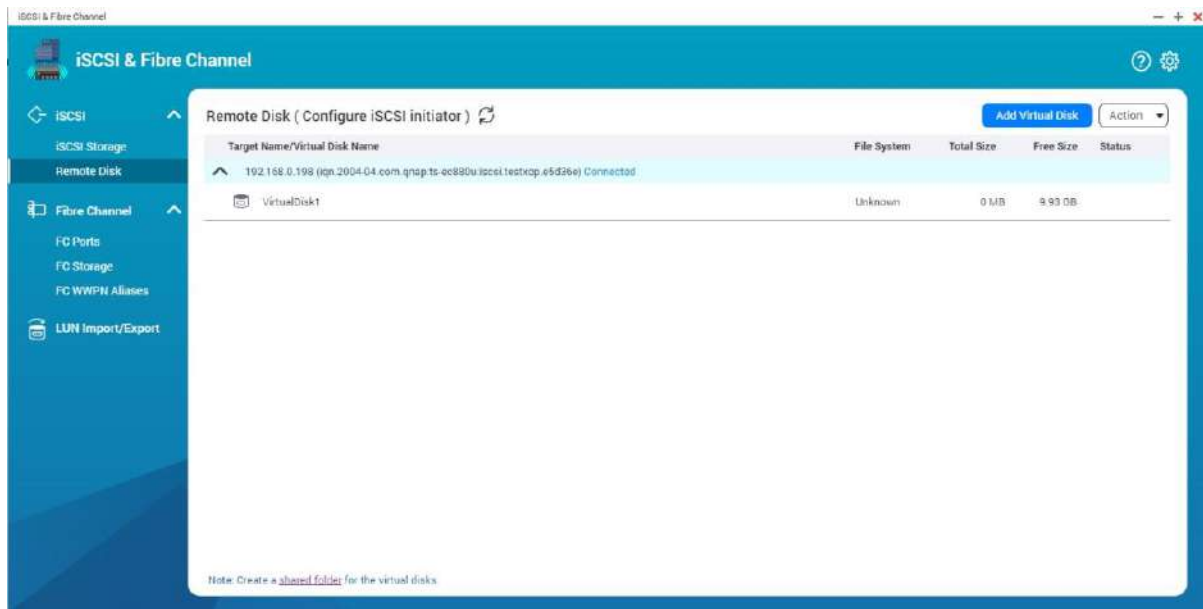 iSCSI & Fibre Channel
iSCSI & Fibre Channel
iSCSI
iSCSI Storage
Remote Disk
Fibre Channel
FC Ports
FC Storage
FC WWPN Aliases
LUN Import/Export
Remote Disk ( Configure iSCSI initiator )
Add Virtual Disk
Action
Target Name/Virtual Disk Name File System Total Size Free Size Status
192.168.0.198 (iqn.2004-04.com.qnap:ts-ec880u:iscsi.testxqp.e5d36e) Connected
VirtualDisk1 Unknown 0 MB 9.93 GB
Note: Create a shared folder for the virtual disks